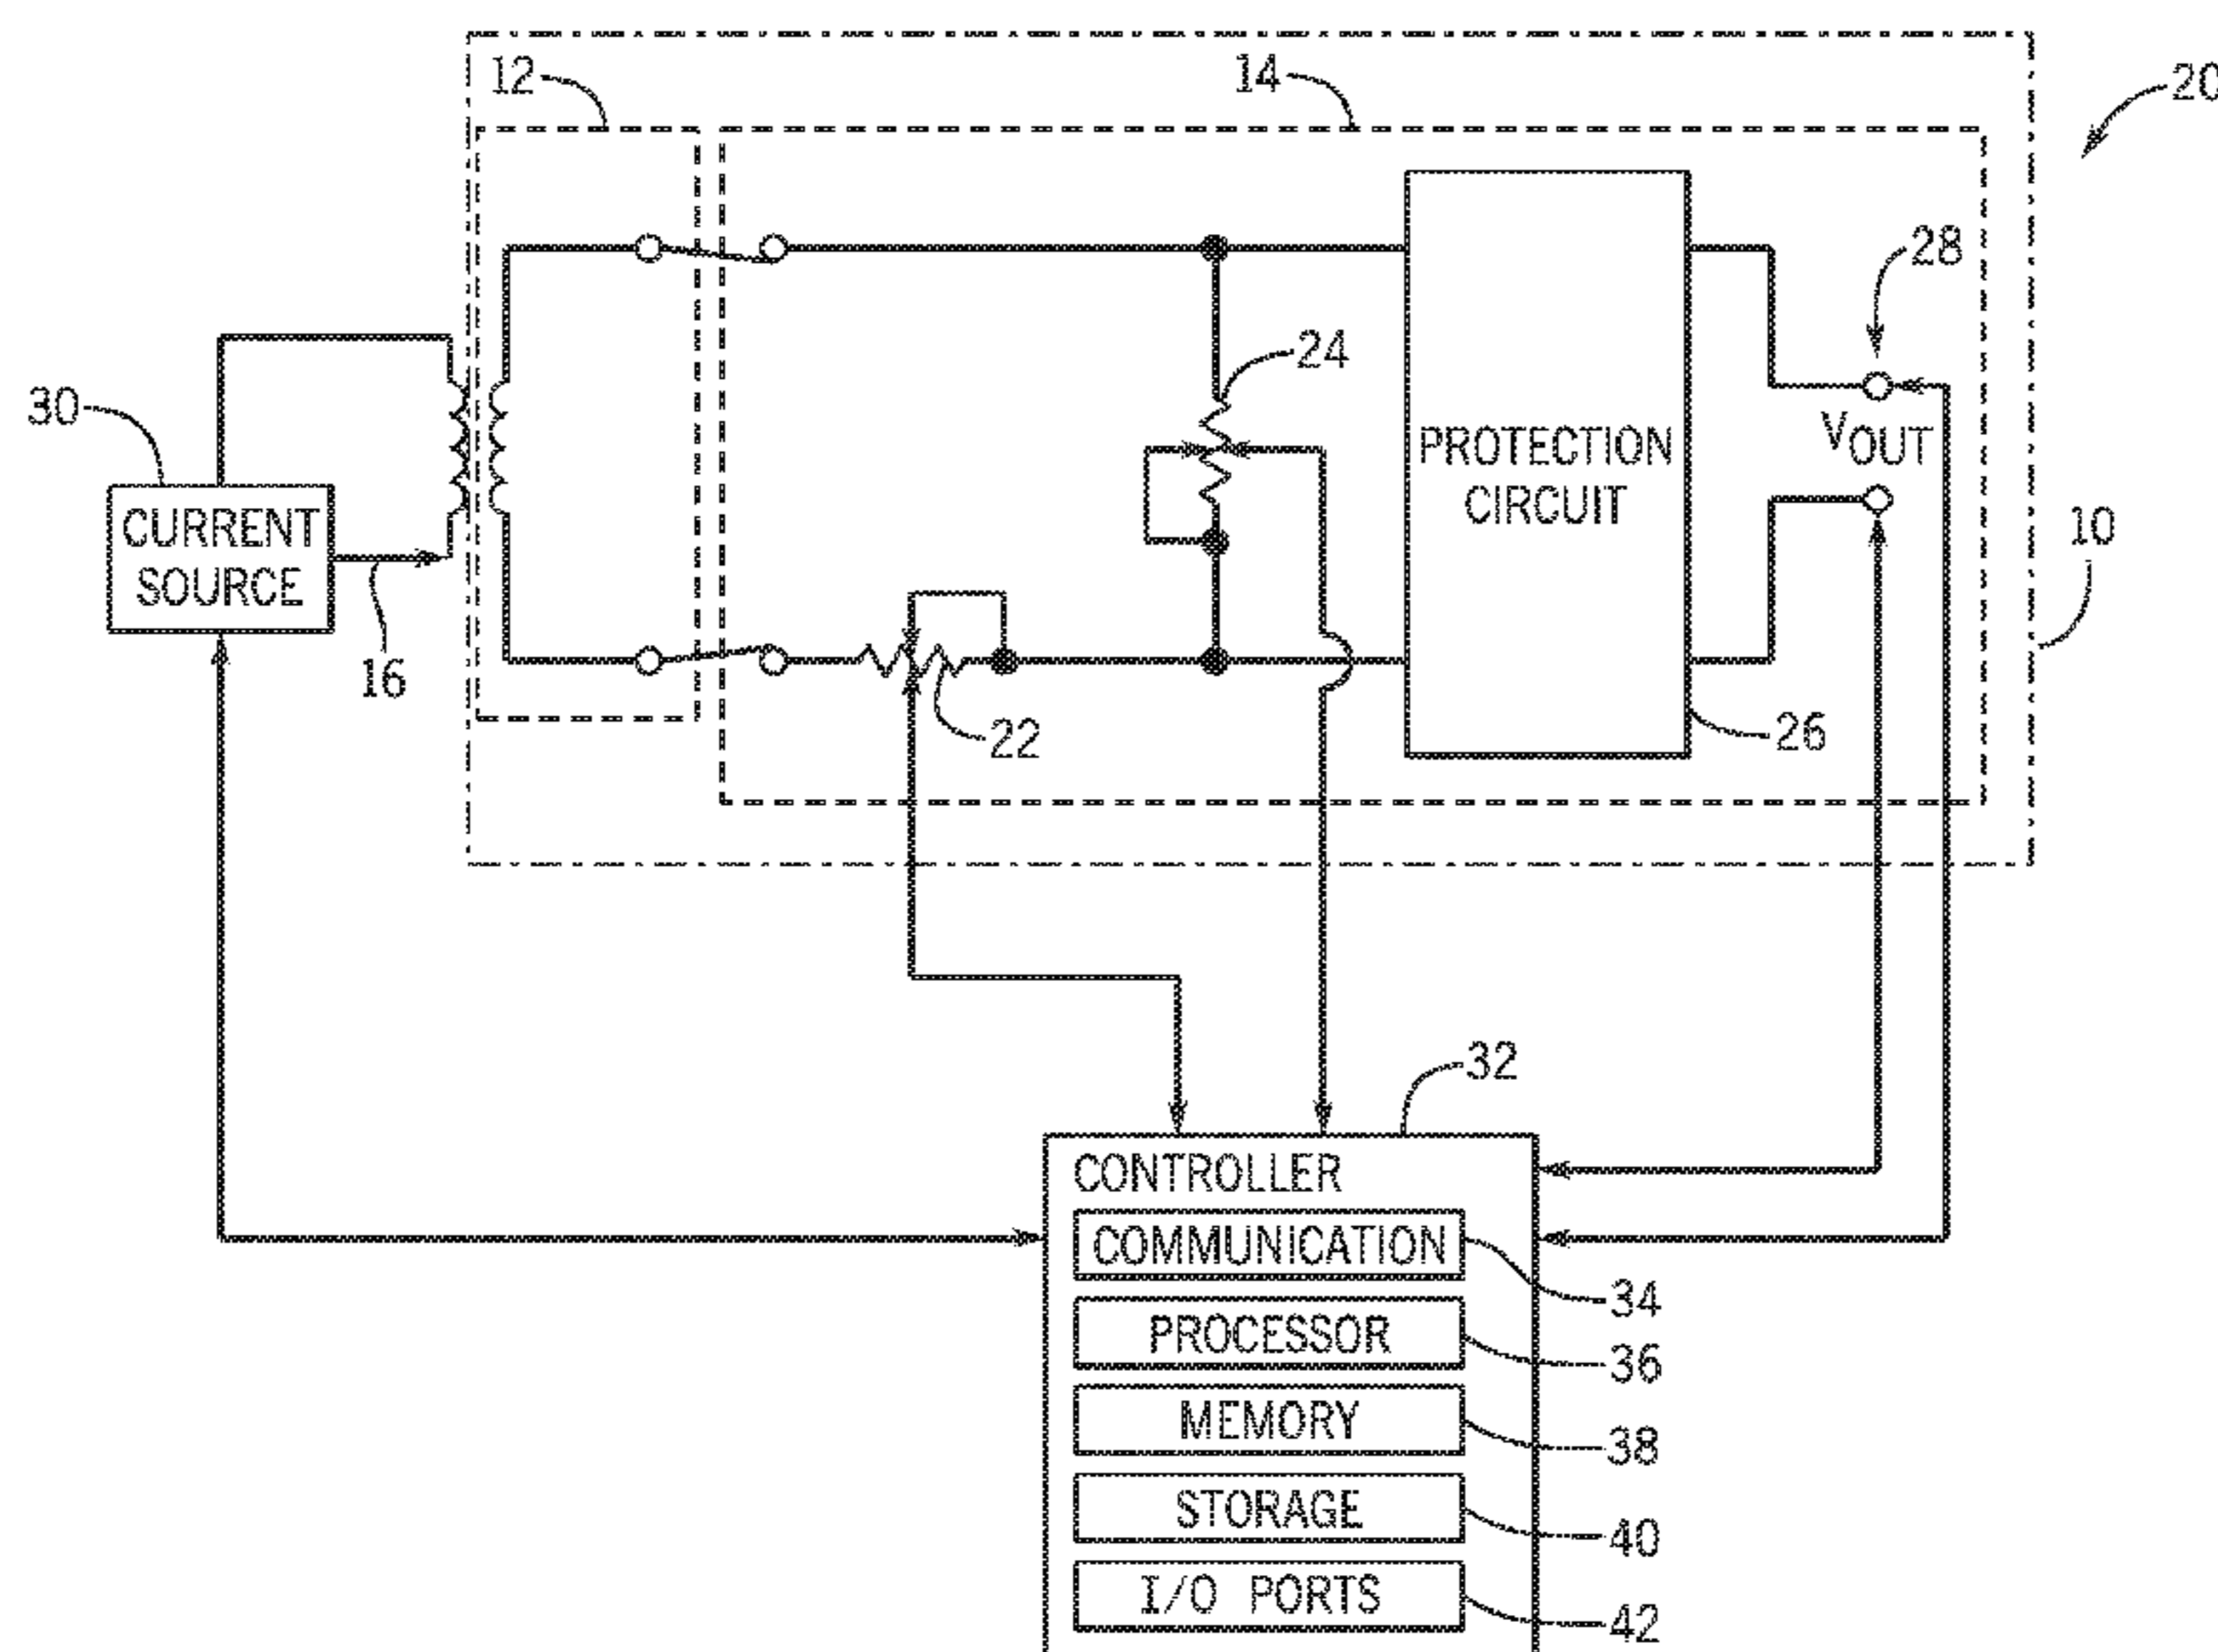 12
14
20
28
24
30
PROTECTION
CIRCUIT
VOUT
CURRENT
SOURCE
10
16
22
26
32
CONTROLLER
COMMUNICATION
34
PROCESSOR
36
MEMORY
38
STORAGE
40
I/O PORTS
42